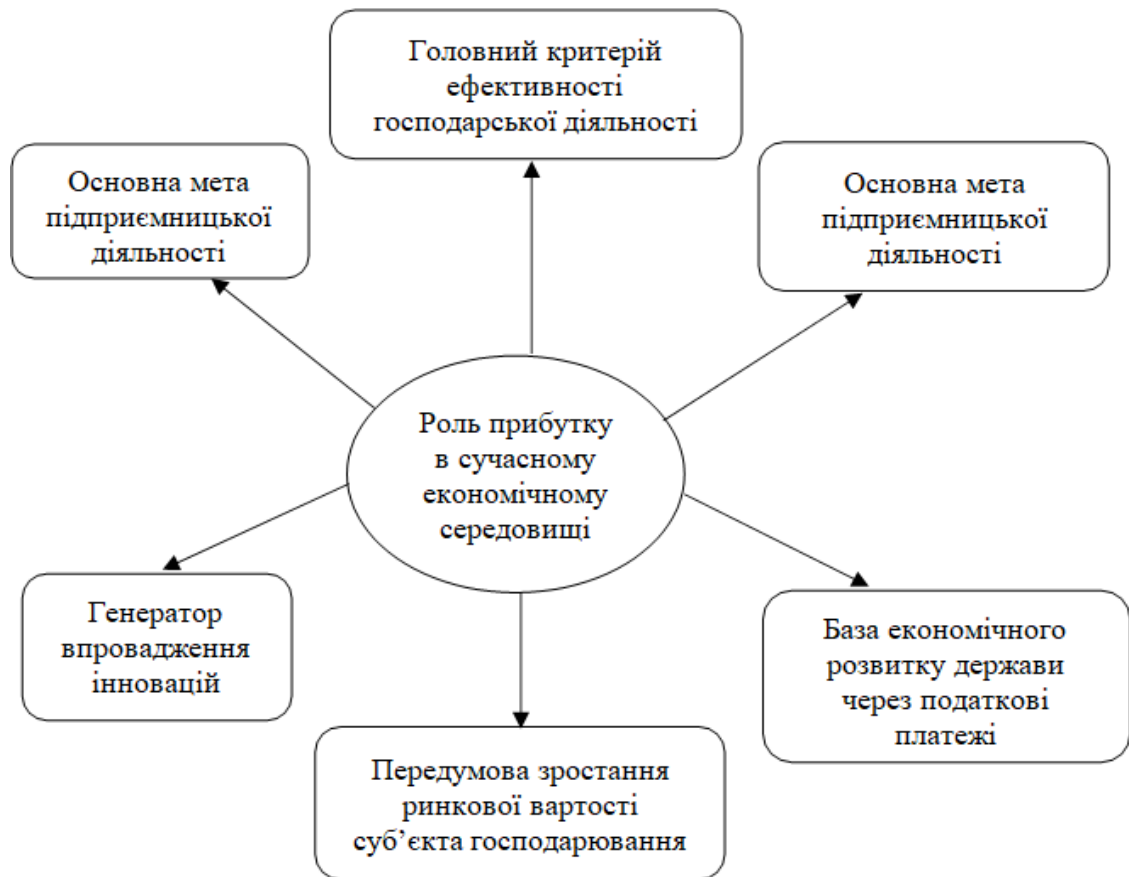 Головний критерій
ефективності
господарської діяльності
Основна мета
підприємницької
діяльності
Основна мета
підприємницької
діяльності
Роль прибутку
в сучасному
економічному
середовищі
Генератор
впровадження
інновацій
База економічного
розвитку держави
через податкові
платежі
Передумова зростання
ринкової вартості
суб’єкта господарювання